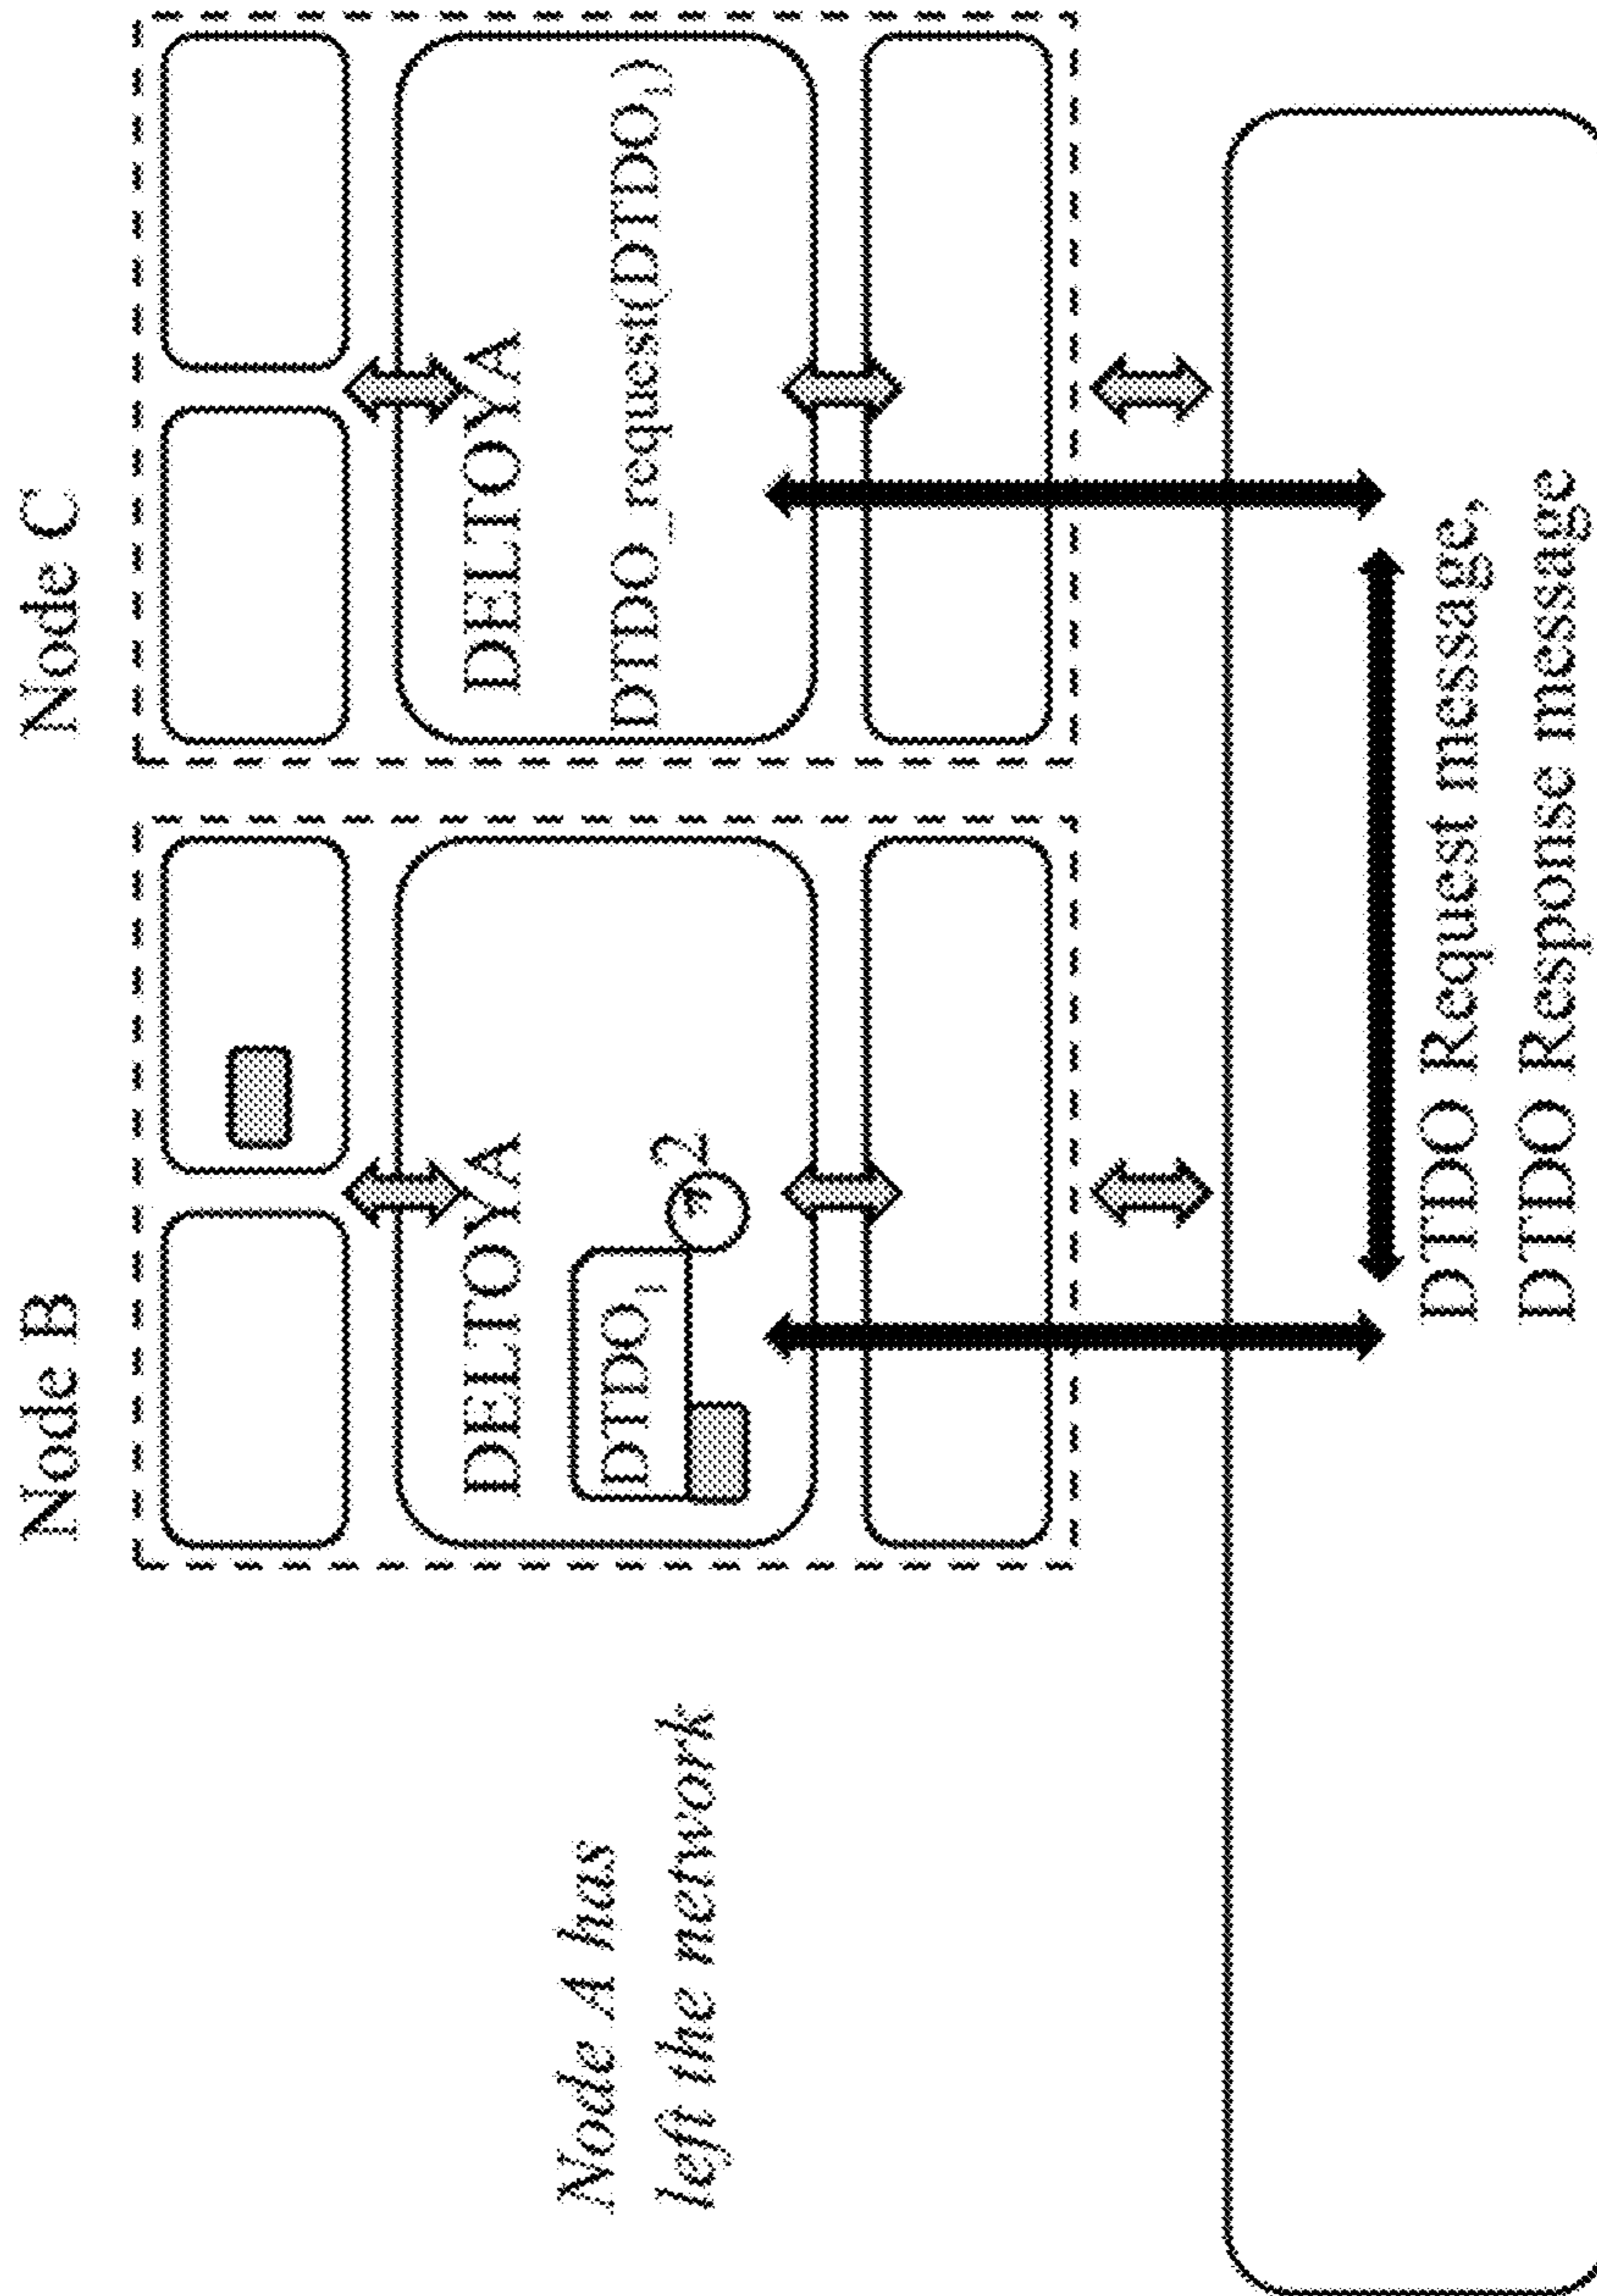 Node B
Node C
DELTOYA
DELTOYA
Node A has
left the network
DTDO₁
* 2
DTDO_request(DTDO₁)
DTDO Request message,
DTDO Response message